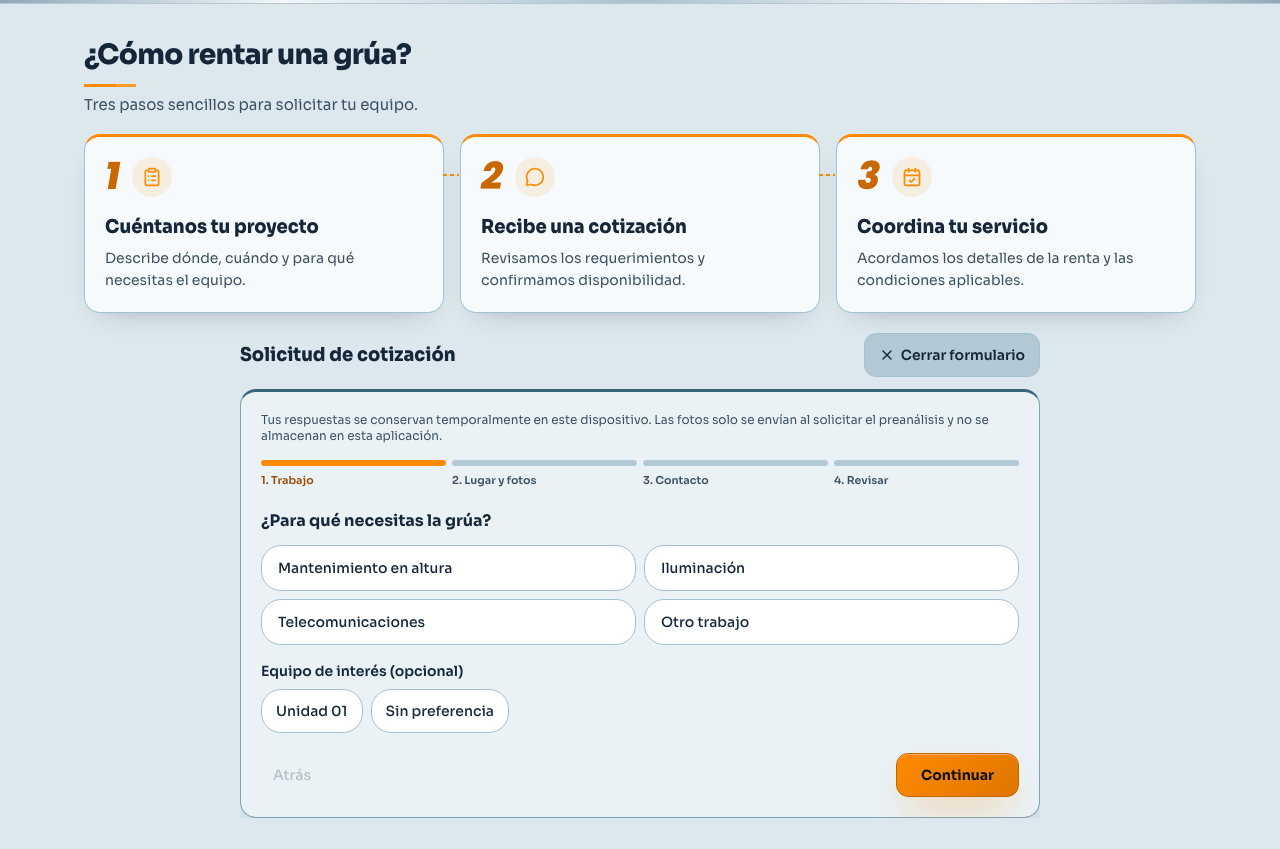 ¿Cómo rentar una grúa?
Tres pasos sencillos para solicitar tu equipo.
1
Cuéntanos tu proyecto
Describe dónde, cuándo y para qué
necesitas el equipo.
2
Recibe una cotización
Revisamos los requerimientos y
confirmamos disponibilidad.
3
Coordina tu servicio
Acordamos los detalles de la renta y las
condiciones aplicables.
Solicitud de cotización
Cerrar formulario
Tus respuestas se conservan temporalmente en este dispositivo. Las fotos solo se envían al solicitar el preanálisis y no se
almacenan en esta aplicación.
1. Trabajo
2. Lugar y fotos
3. Contacto
4. Revisar
¿Para qué necesitas la grúa?
Mantenimiento en altura
Iluminación
Telecomunicaciones
Otro trabajo
Equipo de interés (opcional)
Unidad 01
Sin preferencia
Atrás
Continuar